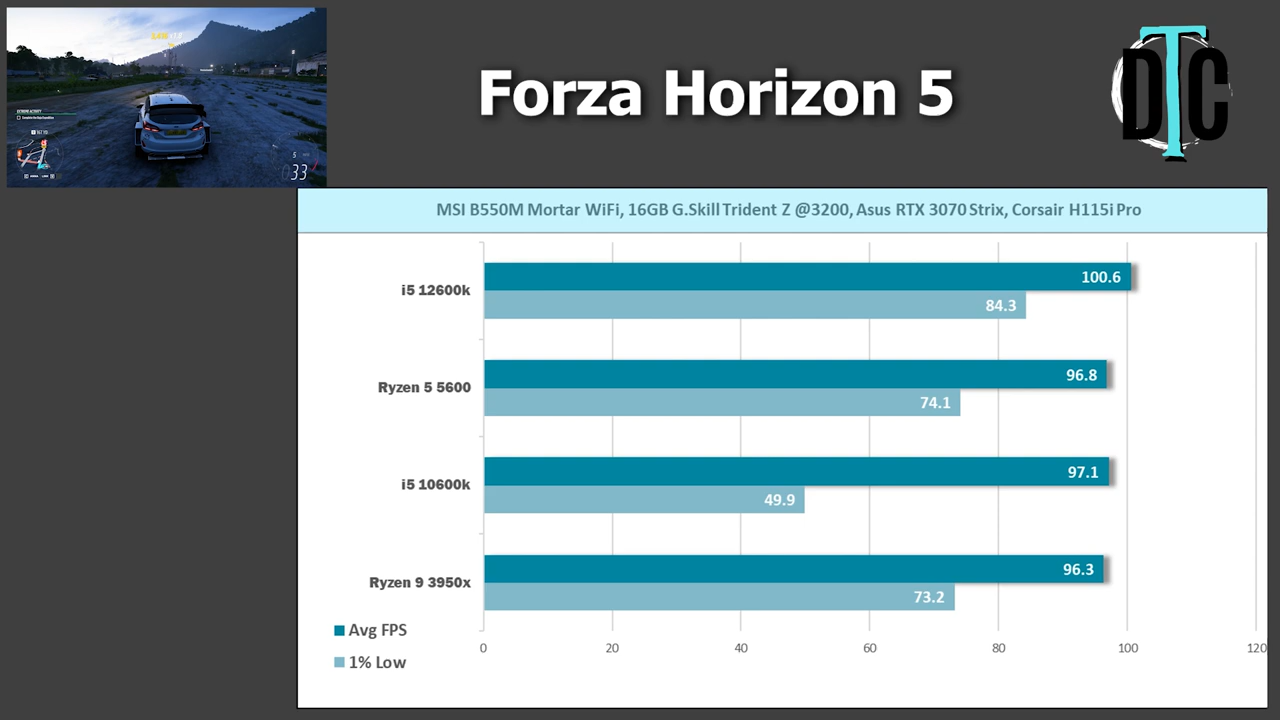 Forza Horizon 5
DTC
MSI B550M Mortar WiFi, 16GB G.Skill Trident Z @3200, Asus RTX 3070 Strix, Corsair H115i Pro
i5 12600k
100.6
84.3
Ryzen 5 5600
96.8
74.1
i5 10600k
97.1
49.9
Ryzen 9 3950x
96.3
73.2
Avg FPS
1% Low
0 20 40 60 80 100 120
5
033